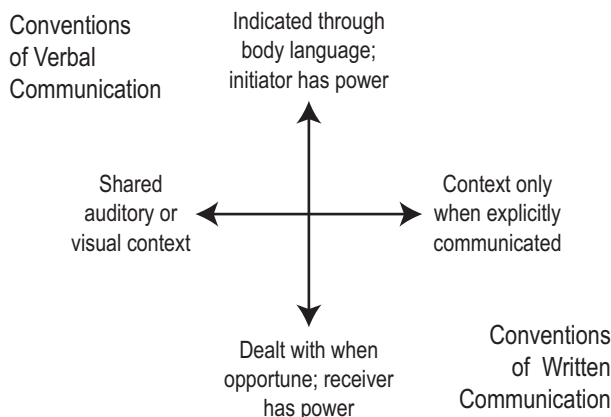 Conventions
of Verbal
Communication
Indicated through
body language;
initiator has power
Shared
auditory or
visual context
Context only
when explicitly
communicated
Dealt with when
opportune; receiver
has power
Conventions
of Written
Communication